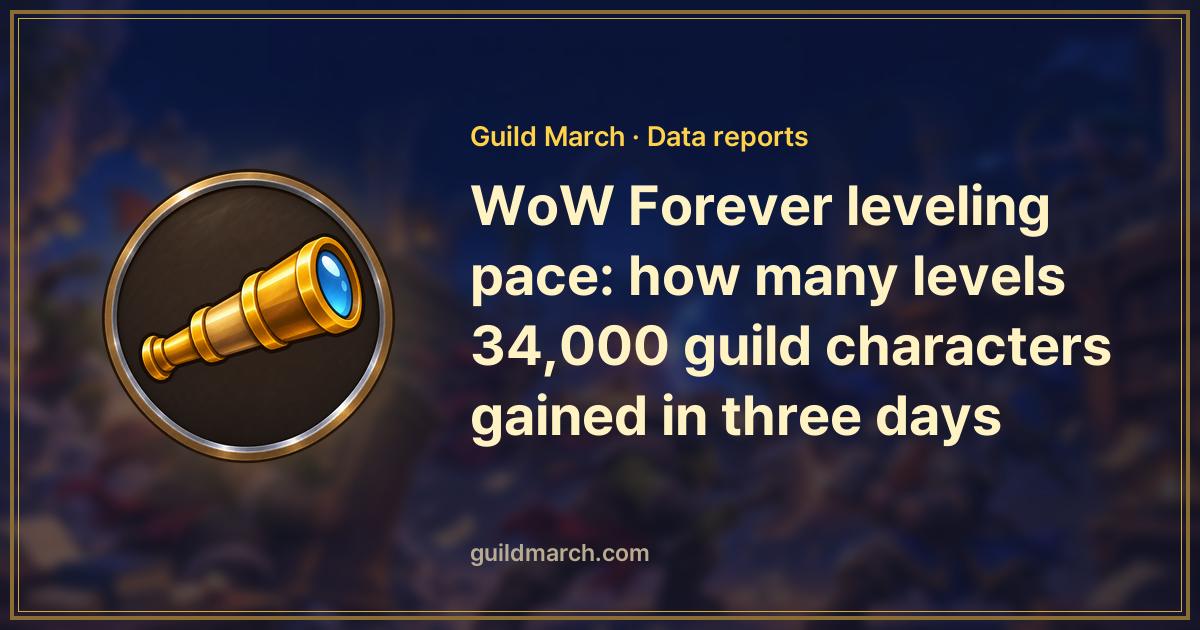 Guild March · Data reports
WoW Forever leveling
pace: how many levels
34,000 guild characters
gained in three days
guildmarch.com